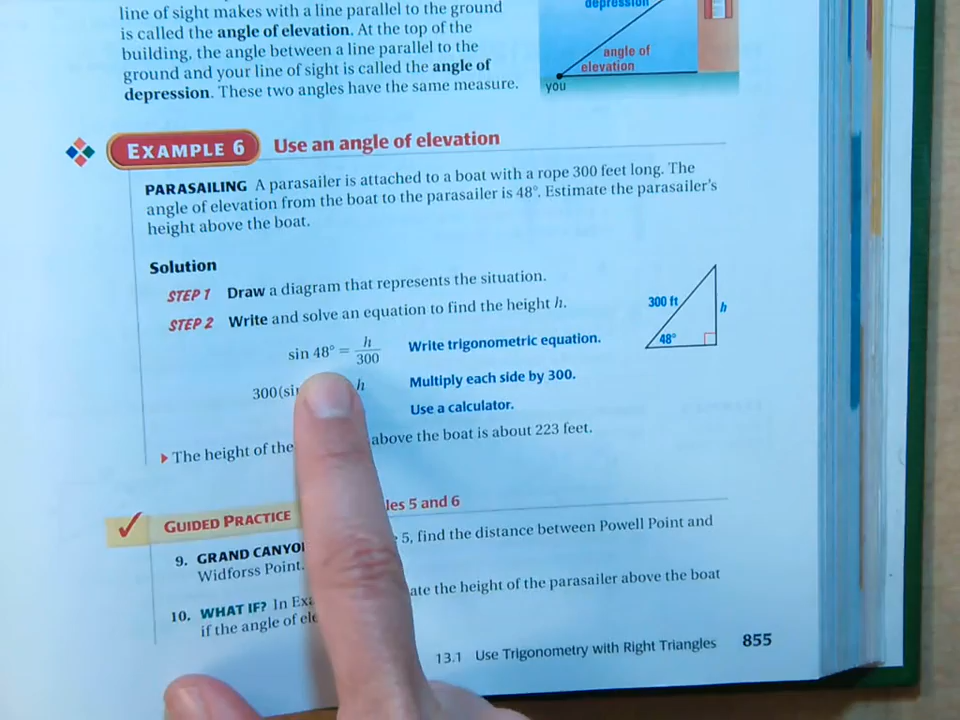 line of sight makes with a line parallel to the ground
is called the angle of elevation. At the top of the
building, the angle between a line parallel to the
ground and your line of sight is called the angle of
depression. These two angles have the same measure.
depression
angle of
elevation
you
EXAMPLE 6 Use an angle of elevation
PARASAILING A parasailer is attached to a boat with a rope 300 feet long. The
angle of elevation from the boat to the parasailer is 48°. Estimate the parasailer's
height above the boat.
Solution
STEP 1 Draw a diagram that represents the situation.
STEP 2 Write and solve an equation to find the height h.
300 ft
h
48°
sin 48° = h/300 Write trigonometric equation.
300(sin h Multiply each side by 300.
Use a calculator.
The height of the above the boat is about 223 feet.
✓ GUIDED PRACTICE 5 and 6
9. GRAND CANYON 5, find the distance between Powell Point and
Widforss Point.
10. WHAT IF? In the height of the parasailer above the boat
if the angle of
13.1 Use Trigonometry with Right Triangles 855